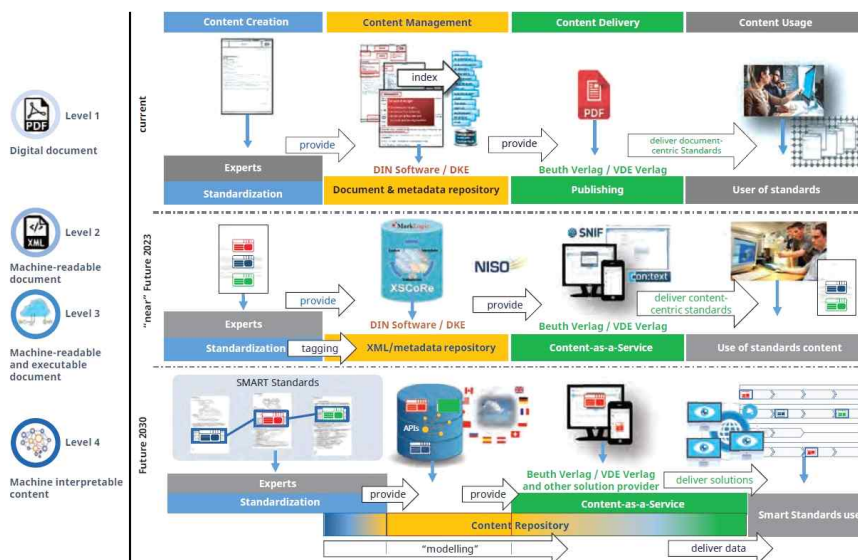 Content Creation
Content Management
Content Delivery
Content Usage
PDF
Level 1
Digital document
current
index
PDF
provide
provide
deliver document-
centric Standards
Experts
DIN Software / DKE
Beuth Verlag / VDE Verlag
Standardization
Document & metadata repository
Publishing
User of standards
XML
Level 2
Machine-readable
document
Level 3
Machine-readable
and executable
document
"near" Future 2023
MarkLogic
XSCoRe
NISO
SNIF
con:text
provide
provide
deliver content-
centric standards
Experts
DIN Software / DKE
Beuth Verlag / VDE Verlag
Standardization
tagging
XML/metadata repository
Content-as-a-Service
Use of standards content
Level 4
Machine interpretable
content
Future 2030
SMART Standards
APIs
Experts
provide
provide
Beuth Verlag / VDE Verlag
and other solution provider
deliver solutions
Standardization
Content-as-a-Service
Smart Standards use
Content Repository
"modelling"
deliver data